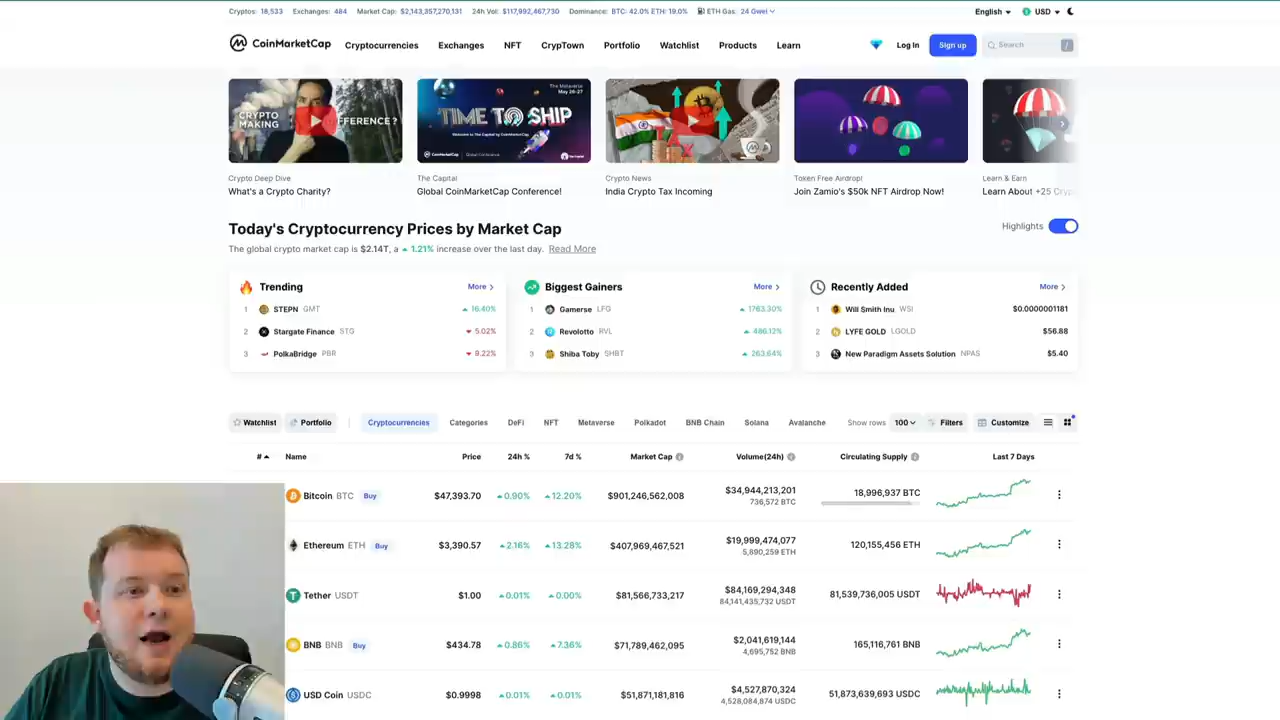 Cryptos: 18,533 Exchanges: 484 Market Cap: $2,143,357,270,131 24h Vol: $117,992,467,730 Dominance: BTC: 42.0% ETH: 19.0% ETH Gas: 24 Gwei English USD
CoinMarketCap Cryptocurrencies Exchanges NFT CrypTown Portfolio Watchlist Products Learn Log In Sign up Search /
CRYPTO
MAKING FFERENCE?
The Metaverse
May 26-27
TIME TO SHIP
Welcome to The Capital by CoinMarketCap
CoinMarketCap Global Conference
Crypto Deep Dive
What's a Crypto Charity?
The Capital
Global CoinMarketCap Conference!
Crypto News
India Crypto Tax Incoming
Token Free Airdrop!
Join Zamio's $50k NFT Airdrop Now!
Learn & Earn
Learn About +25 Cryp
Today's Cryptocurrency Prices by Market Cap
Highlights
The global crypto market cap is $2.14T, a 1.21% increase over the last day. Read More
Trending More
1 STEPN GMT 16.40%
2 Stargate Finance STG 5.02%
3 PolkaBridge PBR 9.22%
Biggest Gainers More
1 Gamerse LFG 1763.30%
2 Revolotto RVL 486.12%
3 Shiba Toby SHBT 263.64%
Recently Added More
1 Will Smith Inu WSI $0.0000001181
2 LYFE GOLD LGOLD $56.88
3 New Paradigm Assets Solution NPAS $5.40
Watchlist Portfolio Cryptocurrencies Categories DeFi NFT Metaverse Polkadot BNB Chain Solana Avalanche Show rows 100 Filters Customize
# Name Price 24h % 7d % Market Cap Volume(24h) Circulating Supply Last 7 Days
Bitcoin BTC Buy $47,393.70 0.90% 12.20% $901,246,562,008 $34,944,213,201 18,996,937 BTC
736,572 BTC
Ethereum ETH Buy $3,390.57 2.16% 13.28% $407,969,467,521 $19,999,474,077 120,155,456 ETH
5,890,259 ETH
Tether USDT $1.00 0.01% 0.00% $81,566,733,217 $84,169,294,348 81,539,736,005 USDT
84,141,435,732 USDT
BNB BNB Buy $434.78 0.86% 7.36% $71,789,462,095 $2,041,619,144 165,116,761 BNB
4,695,752 BNB
USD Coin USDC $0.9998 0.01% 0.01% $51,871,181,816 $4,527,870,324 51,873,639,693 USDC
4,528,084,874 USDC